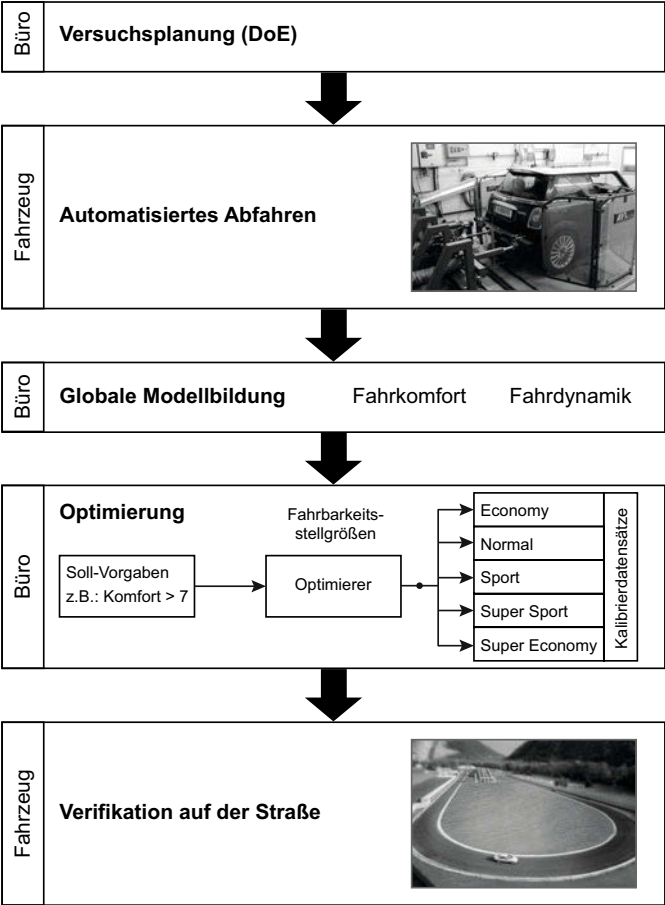 Büro
Versuchsplanung (DoE)
Fahrzeug
Automatisiertes Abfahren
Büro
Globale Modellbildung
Fahrkomfort
Fahrdynamik
Büro
Optimierung
Soll-Vorgaben
z.B.: Komfort > 7
Fahrbarkeits-
stellgrößen
Optimierer
Economy
Normal
Sport
Super Sport
Super Economy
Kalibrierdatensätze
Fahrzeug
Verifikation auf der Straße